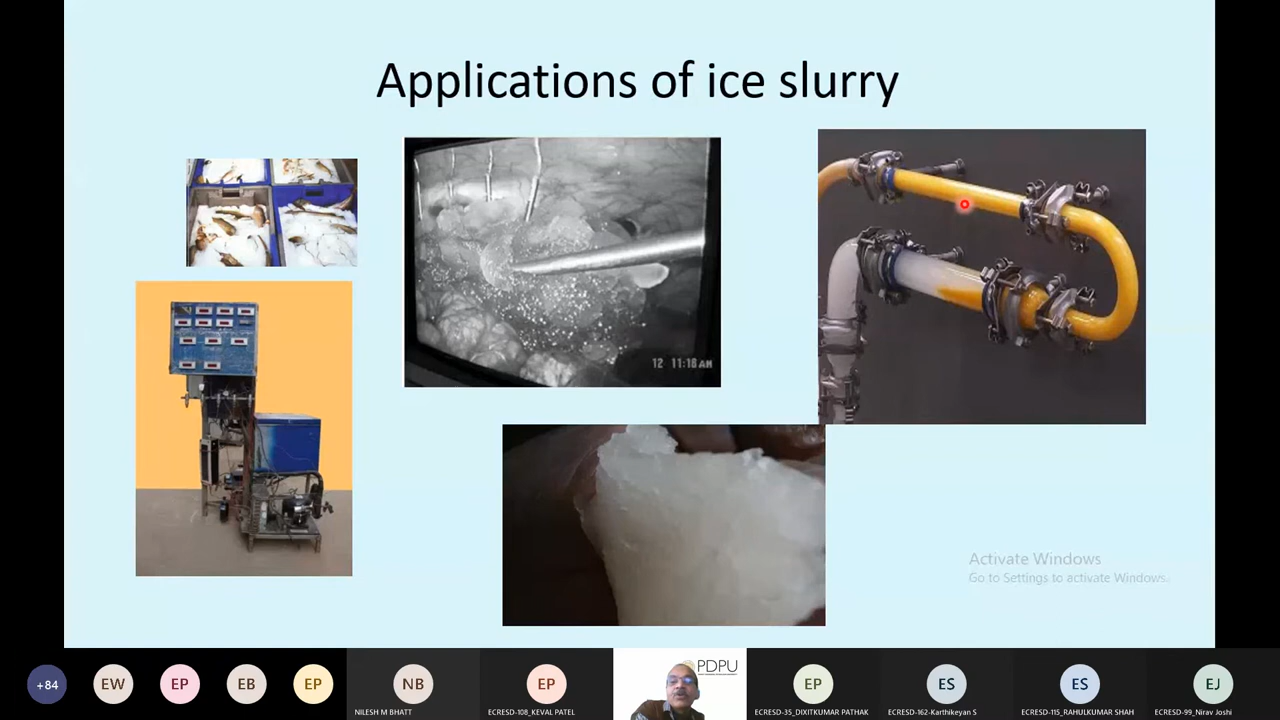 Applications of ice slurry
12 11:18AM
Activate Windows
Go to Settings to activate Windows.
+84
EW
EP
EB
EP
NB
NILESH M BHATT
EP
ECRESD-108_KEVAL PATEL
PDPU
EP
ECRESD-35_DIXITKUMAR PATHAK
ES
ECRESD-162-Karthikeyan S
ES
ECRESD-115_RAHULKUMAR SHAH
EJ
ECRESD-99_Nirav Joshi